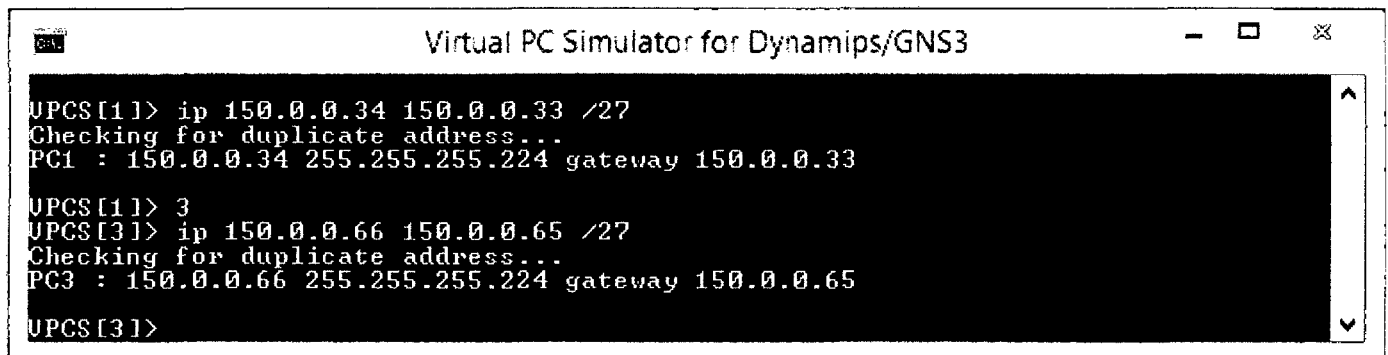 Virtual PC Simulator for Dynamips/GNS3
VPCS[1]> ip 150.0.0.34 150.0.0.33 /27
Checking for duplicate address...
PC1 : 150.0.0.34 255.255.255.224 gateway 150.0.0.33
VPCS[1]> 3
VPCS[3]> ip 150.0.0.66 150.0.0.65 /27
Checking for duplicate address...
PC3 : 150.0.0.66 255.255.255.224 gateway 150.0.0.65
VPCS[3]>